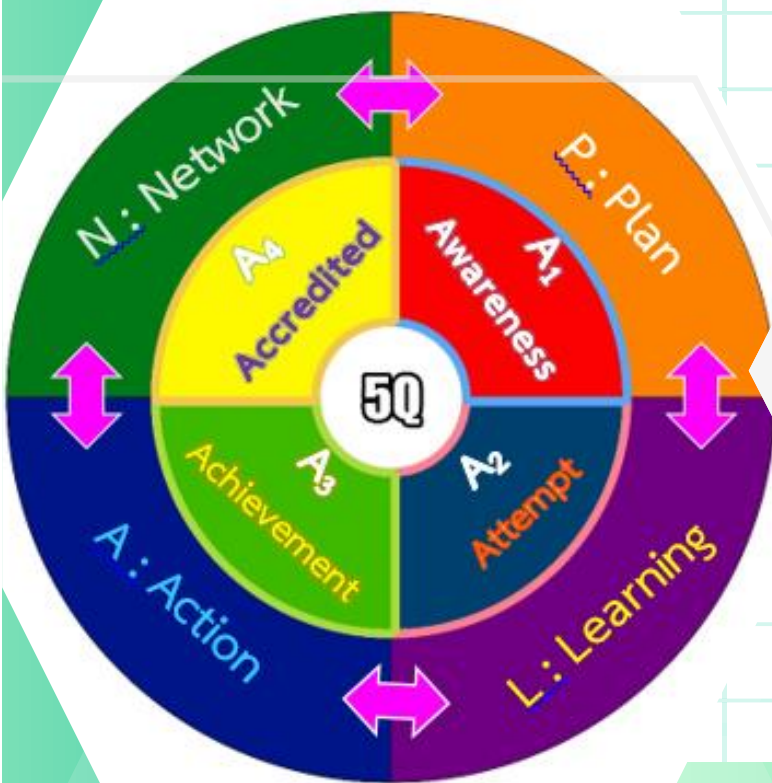 N : Network
P : Plan
A₄
Accredited
A₁
Awareness
5Q
A₃
Achievement
A₂
Attempt
A : Action
L : Learning